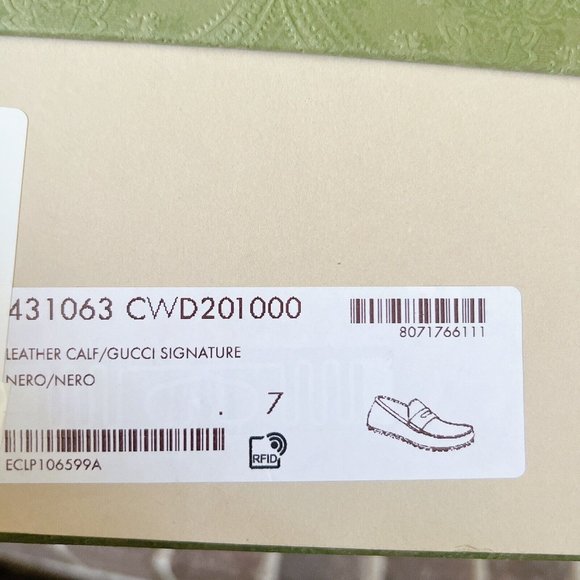 431063 CWD201000
8071766111
LEATHER CALF/GUCCI SIGNATURE
NERO/NERO
. 7
ECLP106599A
RFID